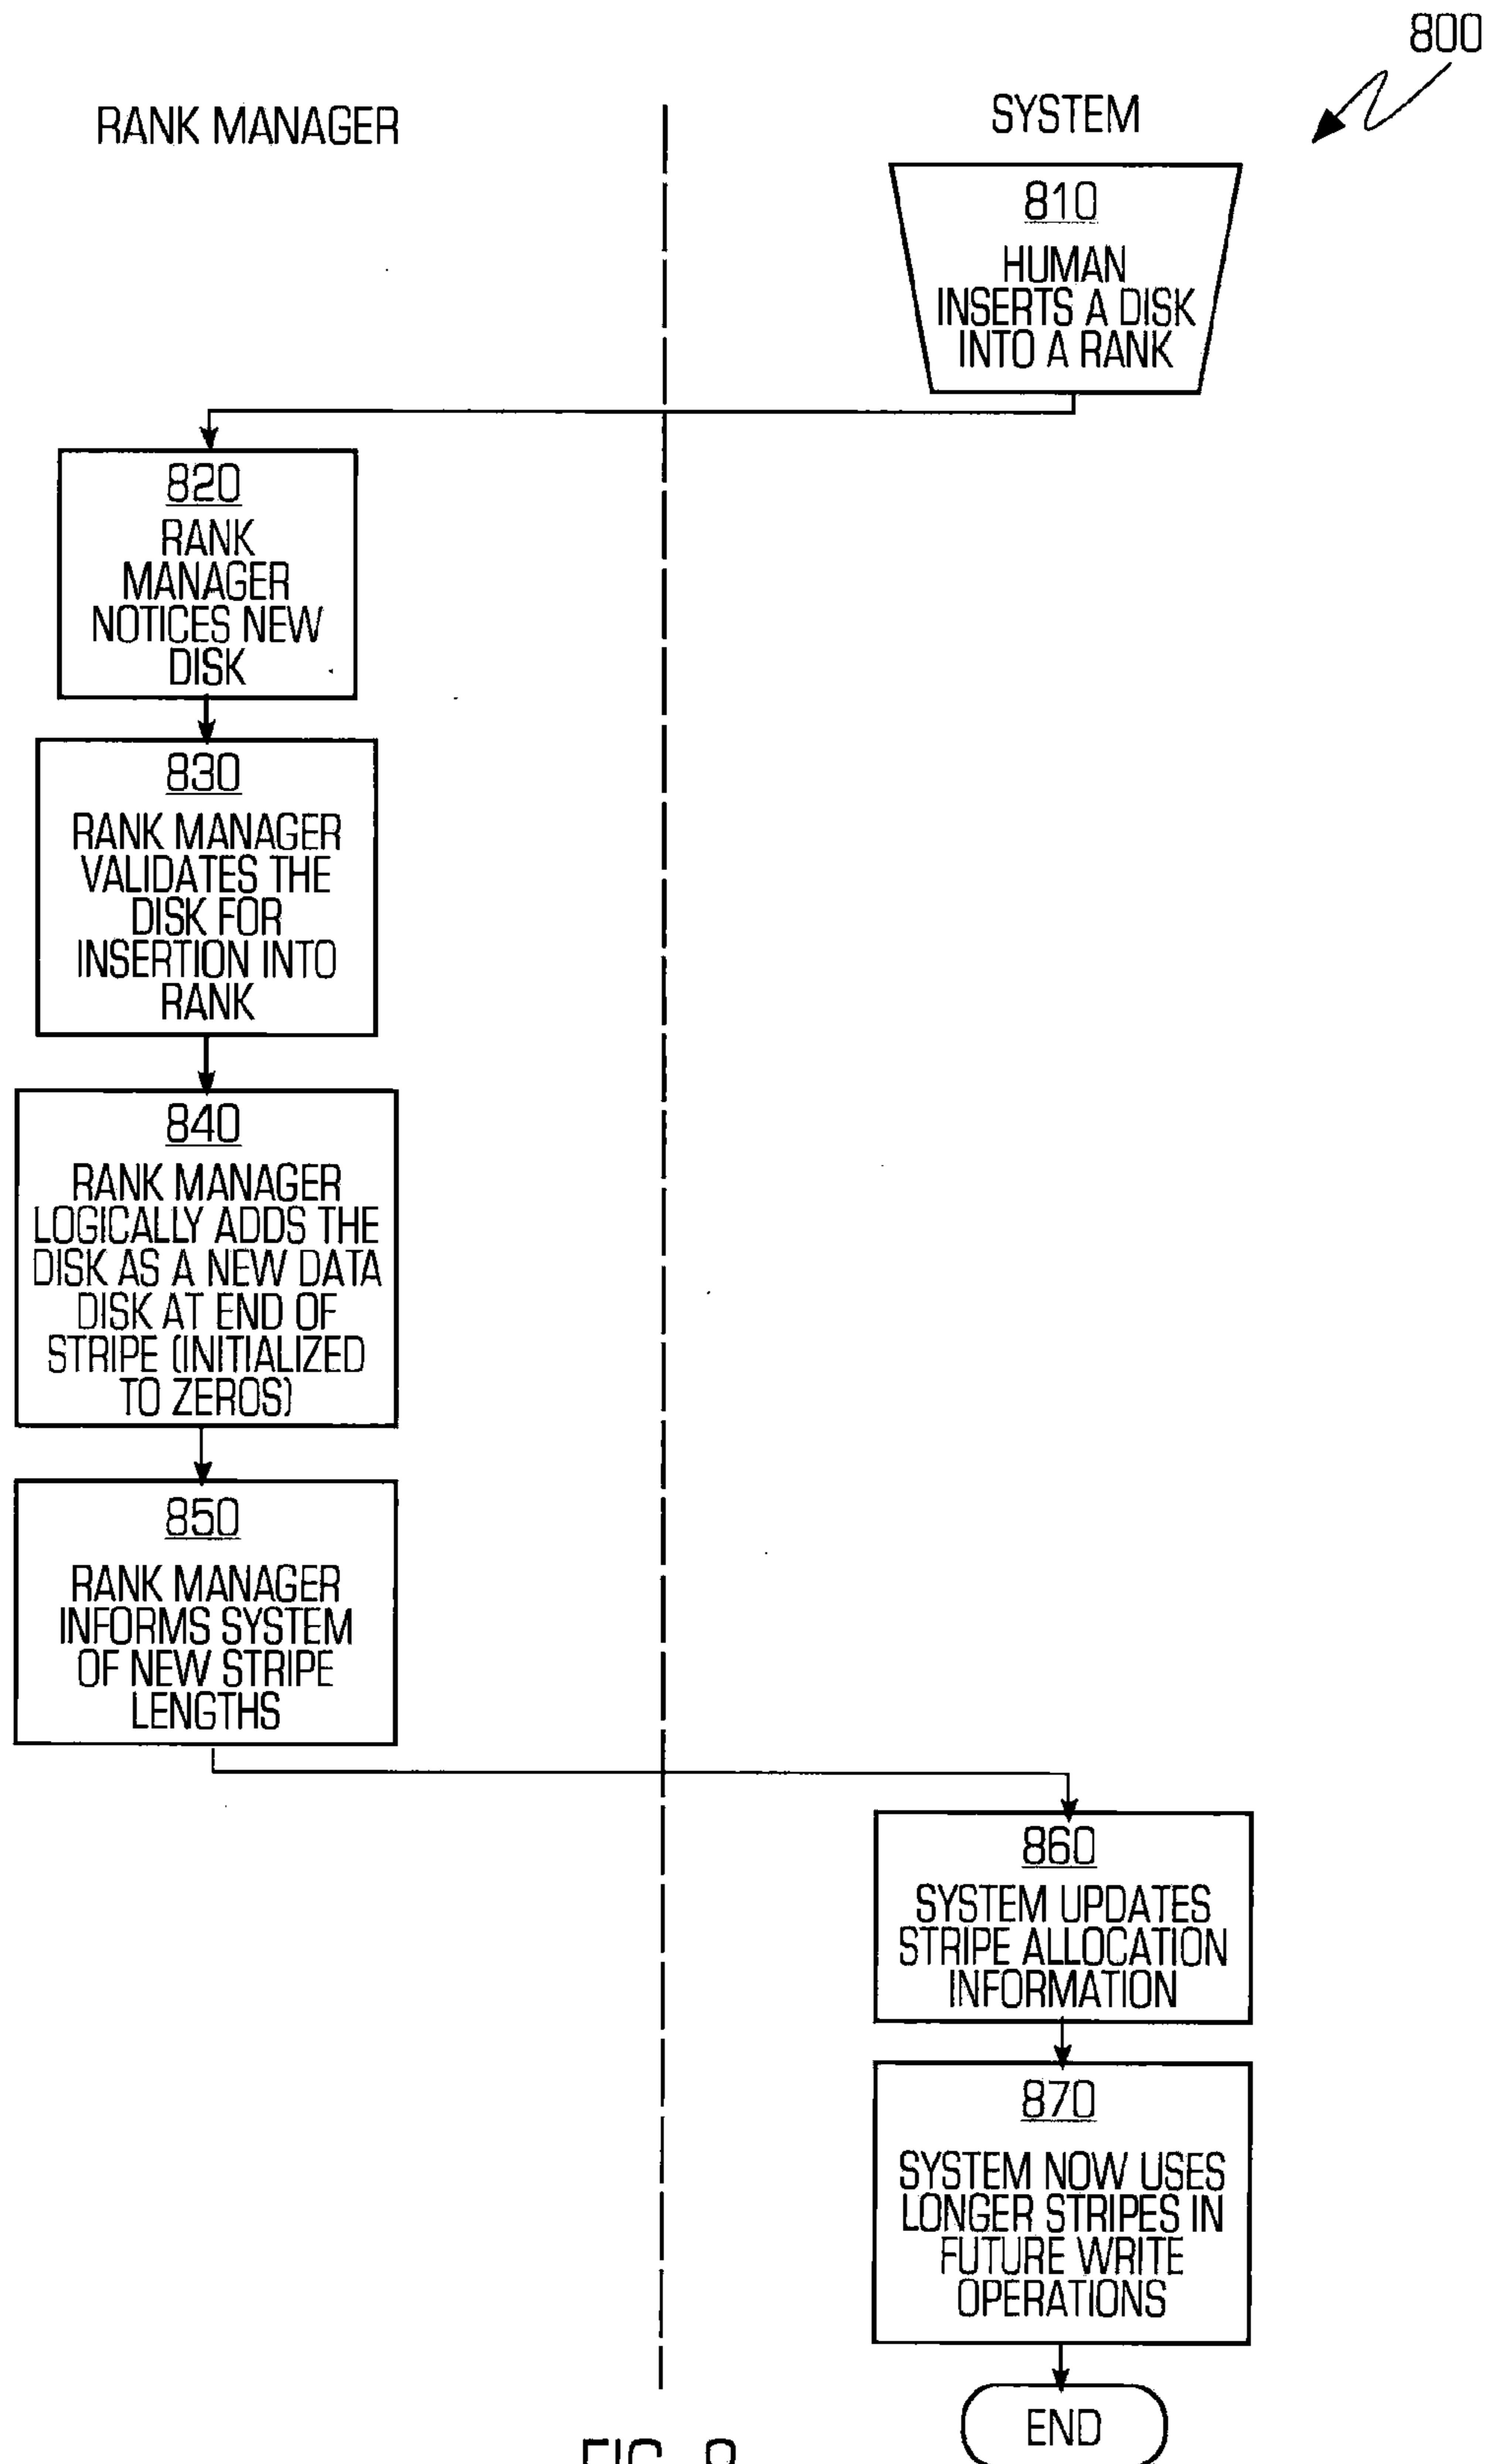 800
RANK MANAGER
SYSTEM
810
HUMAN
INSERTS A DISK
INTO A RANK
820
RANK
MANAGER
NOTICES NEW
DISK
830
RANK MANAGER
VALIDATES THE
DISK FOR
INSERTION INTO
RANK
840
RANK MANAGER
LOGICALLY ADDS THE
DISK AS A NEW DATA
DISK AT END OF
STRIPE (INITIALIZED
TO ZEROS)
850
RANK MANAGER
INFORMS SYSTEM
OF NEW STRIPE
LENGTHS
860
SYSTEM UPDATES
STRIPE ALLOCATION
INFORMATION
870
SYSTEM NOW USES
LONGER STRIPES IN
FUTURE WRITE
OPERATIONS
END